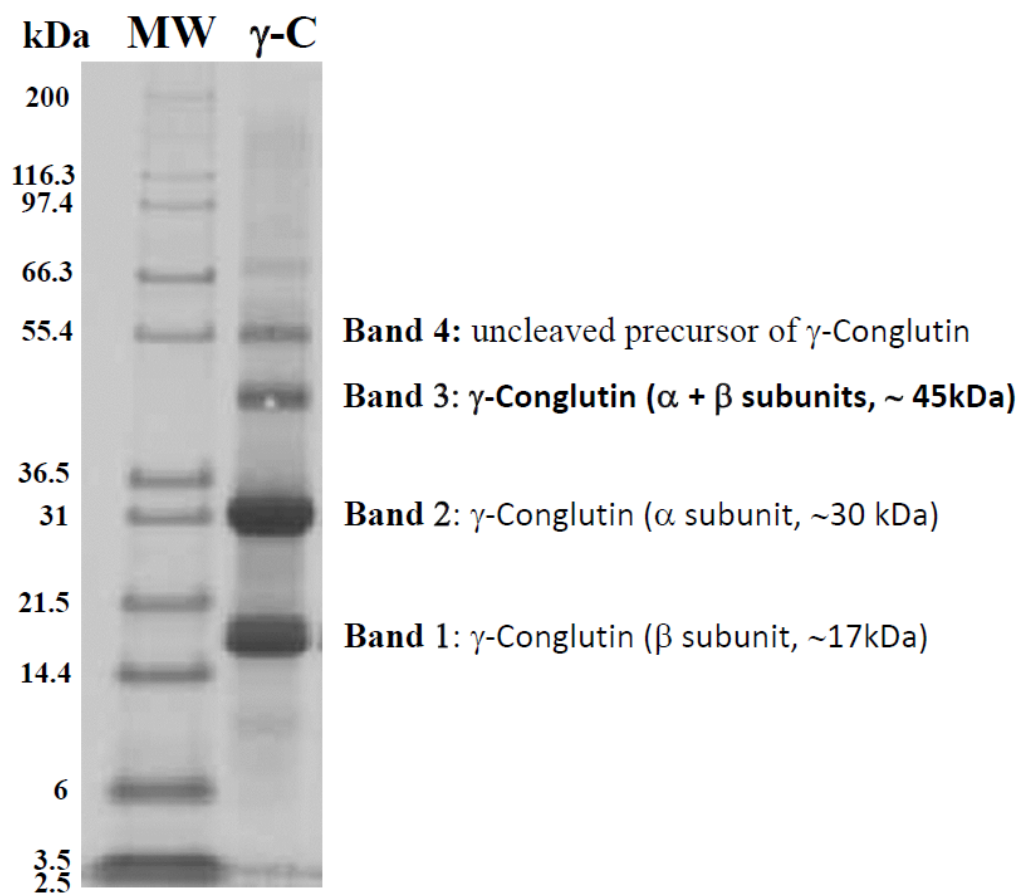 kDa MW γ-C
200
116.3
97.4
66.3
55.4 Band 4: uncleaved precursor of γ-Conglutin
Band 3: γ-Conglutin (α + β subunits, ~ 45kDa)
36.5
31 Band 2: γ-Conglutin (α subunit, ~30 kDa)
21.5
Band 1: γ-Conglutin (β subunit, ~17kDa)
14.4
6
3.5
2.5